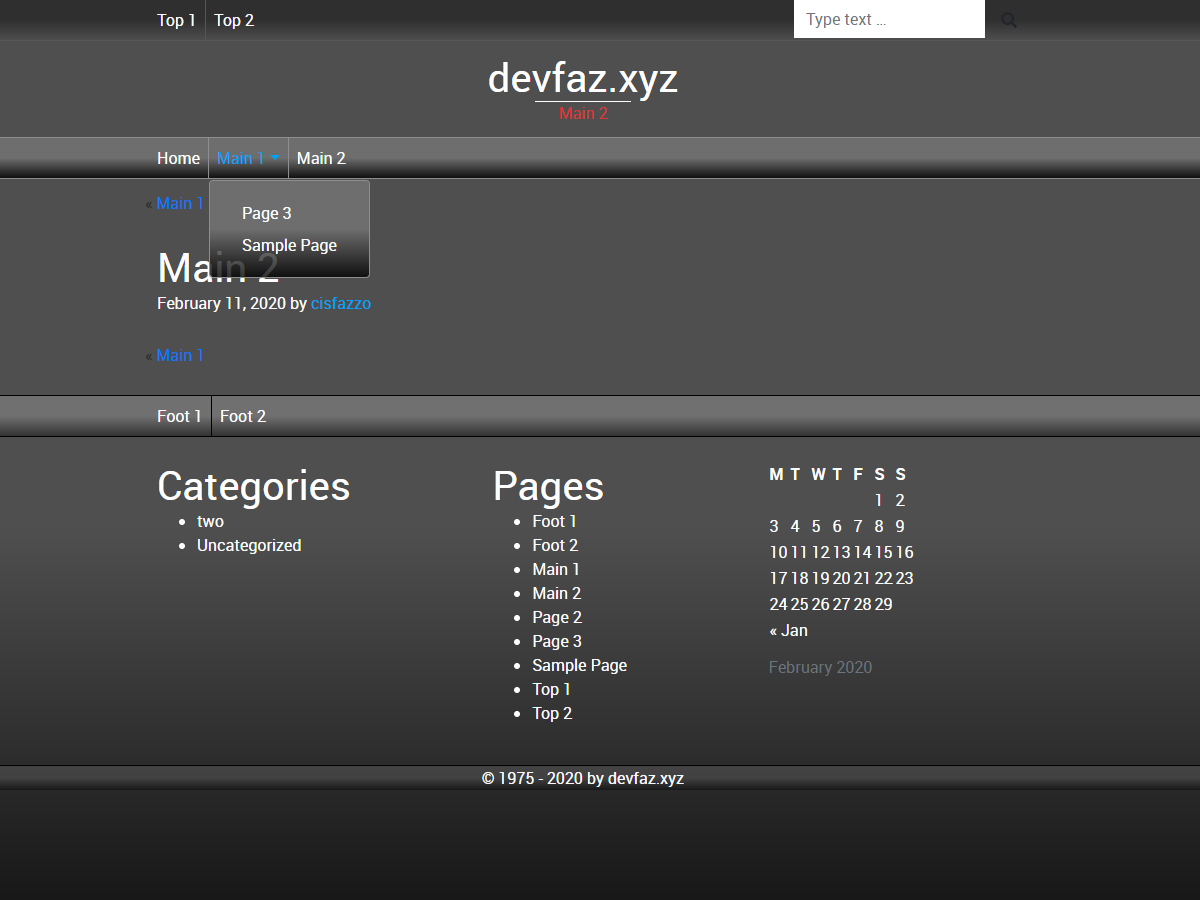 Top 1
Top 2
Type text ...
devfaz.xyz
Main 2
Home
Main 1
Main 2
« Main 1
Page 3
Sample Page
Main 2
February 11, 2020 by cisfazzo
« Main 1
Foot 1
Foot 2
Categories
two
Uncategorized
Pages
Foot 1
Foot 2
Main 1
Main 2
Page 2
Page 3
Sample Page
Top 1
Top 2
M T W T F S S
1 2
3 4 5 6 7 8 9
10 11 12 13 14 15 16
17 18 19 20 21 22 23
24 25 26 27 28 29
« Jan
February 2020
© 1975 - 2020 by devfaz.xyz